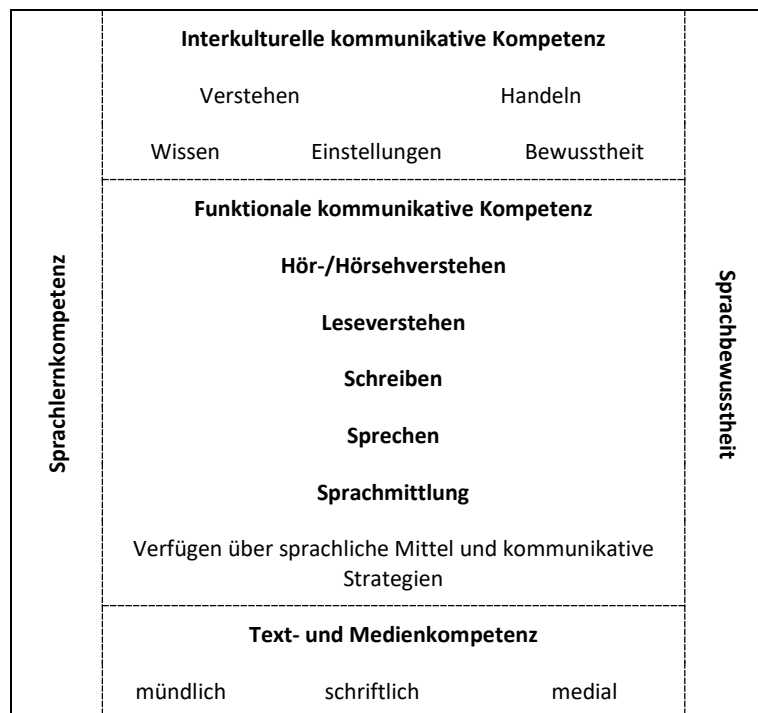 Sprachlernkompetenz
Interkulturelle kommunikative Kompetenz
Verstehen Handeln
Wissen Einstellungen Bewusstheit
Funktionale kommunikative Kompetenz
Hör-/Hörsehverstehen
Leseverstehen
Schreiben
Sprechen
Sprachmittlung
Verfügen über sprachliche Mittel und kommunikative
Strategien
Text- und Medienkompetenz
mündlich schriftlich medial
Sprachbewusstheit